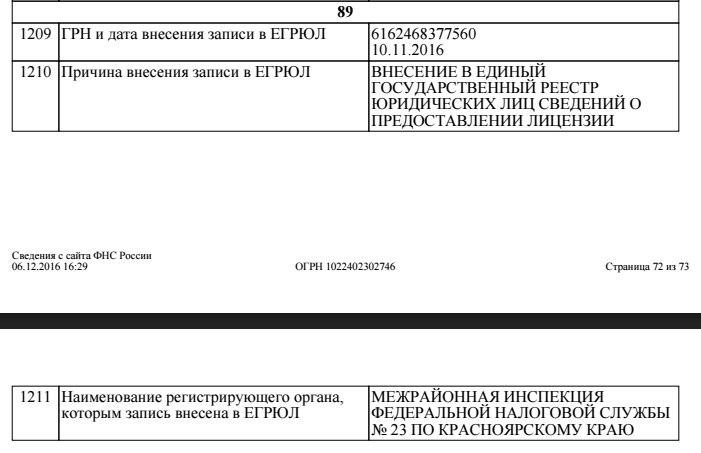 89
1209 ГРН и дата внесения записи в ЕГРЮЛ 6162468377560
10.11.2016
1210 Причина внесения записи в ЕГРЮЛ ВНЕСЕНИЕ В ЕДИНЫЙ
ГОСУДАРСТВЕННЫЙ РЕЕСТР
ЮРИДИЧЕСКИХ ЛИЦ СВЕДЕНИЙ О
ПРЕДОСТАВЛЕНИИ ЛИЦЕНЗИИ
Сведения с сайта ФНС России
06.12.2016 16:29 ОГРН 1022402302746 Страница 72 из 73
1211 Наименование регистрирующего органа, МЕЖРАЙОННАЯ ИНСПЕКЦИЯ
которым запись внесена в ЕГРЮЛ ФЕДЕРАЛЬНОЙ НАЛОГОВОЙ СЛУЖБЫ
№ 23 ПО КРАСНОЯРСКОМУ КРАЮ